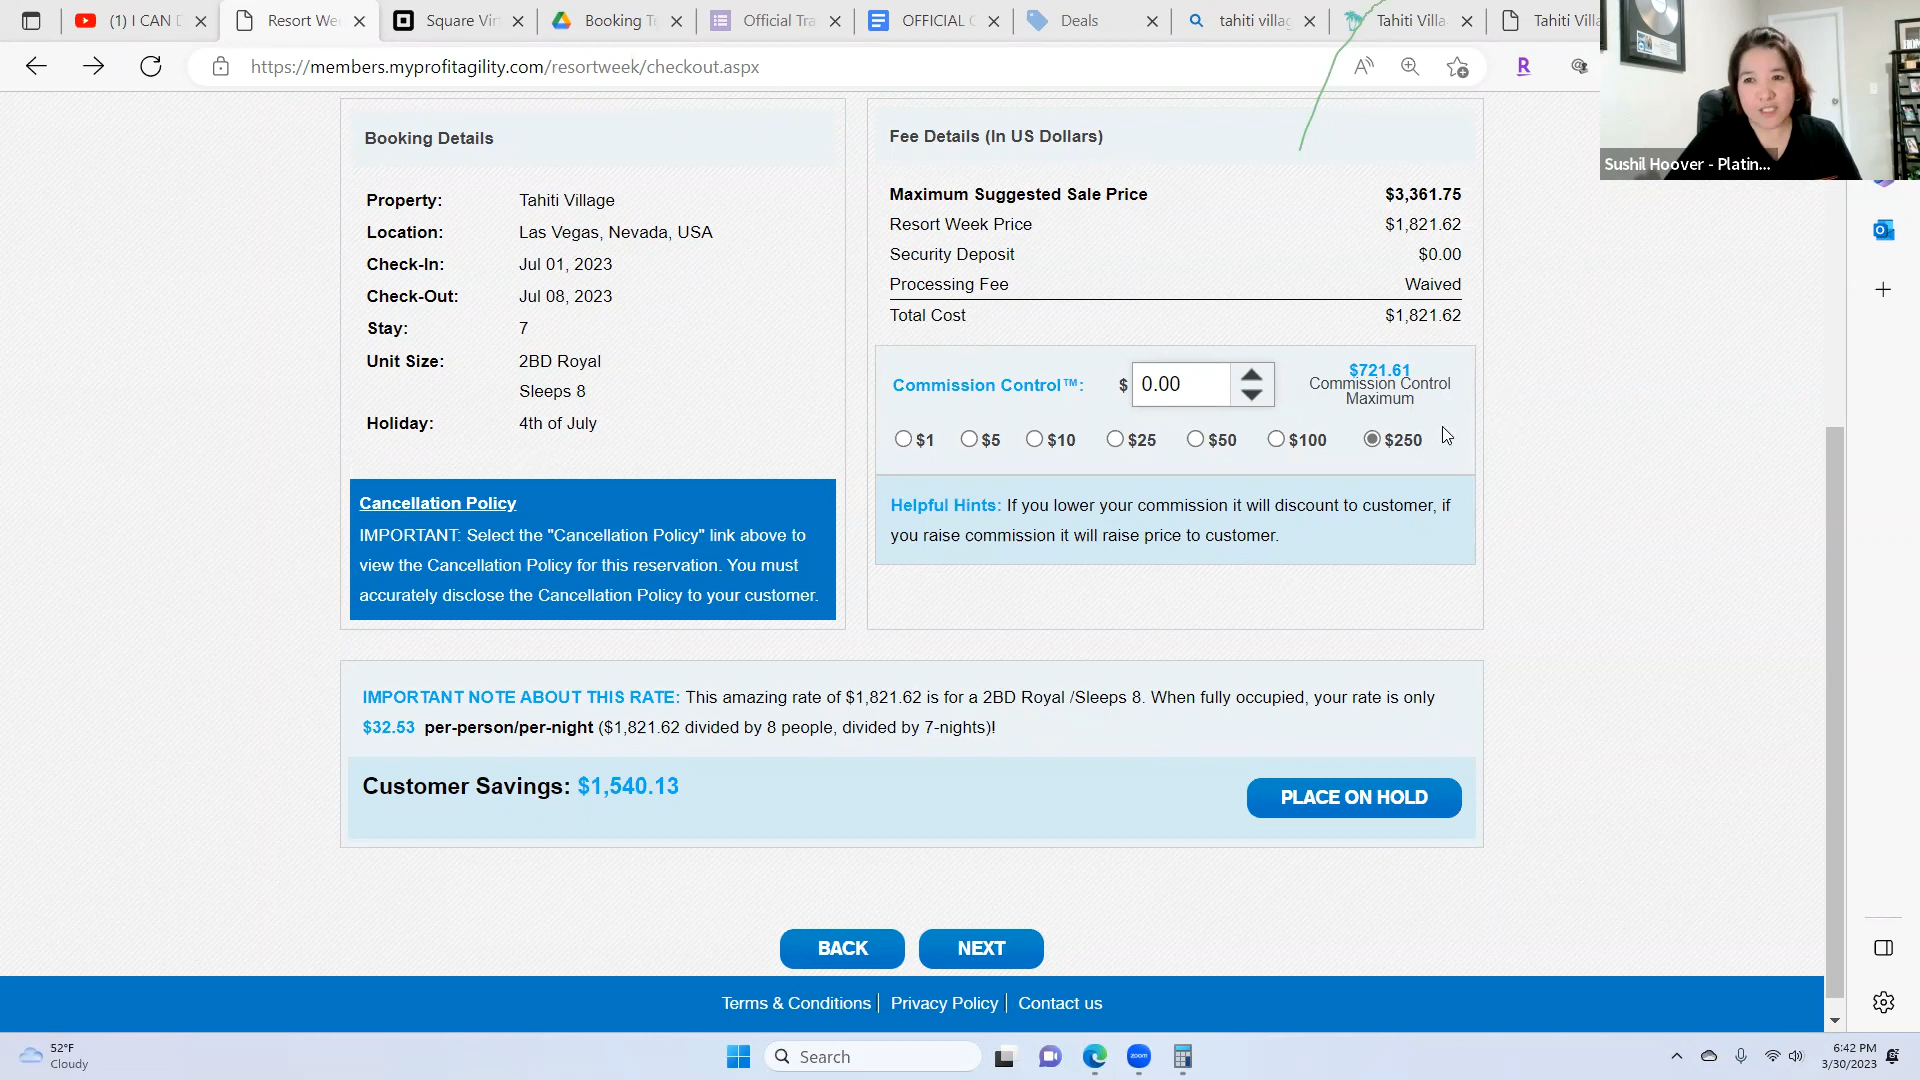 (1) I CAN D
Resort We
Square Vir
Booking T
Official Tra
OFFICIAL
Deals
tahiti villag
Tahiti Villa
Tahiti Villa
https://members.myprofitagility.com/resortweek/checkout.aspx
Sushil Hoover - Platin...
Booking Details
Property: Tahiti Village
Location: Las Vegas, Nevada, USA
Check-In: Jul 01, 2023
Check-Out: Jul 08, 2023
Stay: 7
Unit Size: 2BD Royal
Sleeps 8
Holiday: 4th of July
Cancellation Policy
IMPORTANT: Select the "Cancellation Policy" link above to
view the Cancellation Policy for this reservation. You must
accurately disclose the Cancellation Policy to your customer.
Fee Details (In US Dollars)
Maximum Suggested Sale Price $3,361.75
Resort Week Price $1,821.62
Security Deposit $0.00
Processing Fee Waived
Total Cost $1,821.62
Commission Control™: $ 0.00
$721.61
Commission Control
Maximum
$1 $5 $10 $25 $50 $100 $250
Helpful Hints: If you lower your commission it will discount to customer, if
you raise commission it will raise price to customer.
IMPORTANT NOTE ABOUT THIS RATE: This amazing rate of $1,821.62 is for a 2BD Royal /Sleeps 8. When fully occupied, your rate is only
$32.53 per-person/per-night ($1,821.62 divided by 8 people, divided by 7-nights)!
Customer Savings: $1,540.13
PLACE ON HOLD
BACK NEXT
Terms & Conditions | Privacy Policy | Contact us
52°F
Cloudy
Search
zoom
6:42 PM
3/30/2023